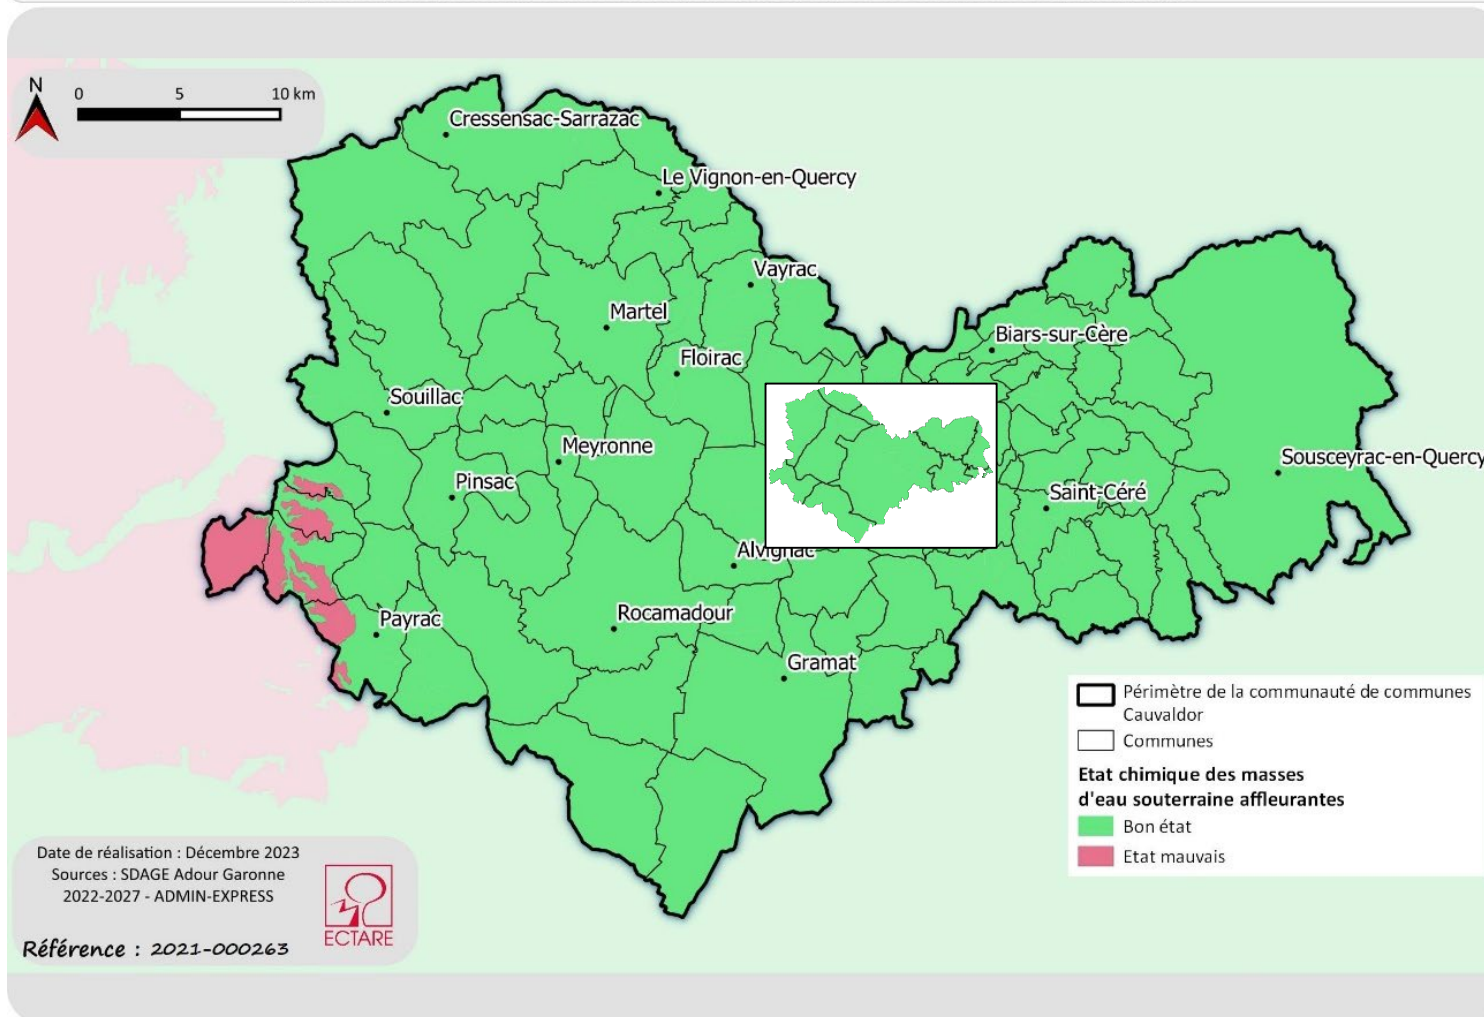 N
0 5 10 km
Cressensac-Sarrazac
Le Vignon-en-Quercy
Vayrac
Martel
Biars-sur-Cère
Floirac
Souillac
Meyronne
Sousceyrac-en-Quercy
Pinsac
Saint-Céré
Alvignac
Rocamadour
Payrac
Gramat
Périmètre de la communauté de communes
Cauvaldor
Communes
Etat chimique des masses
d'eau souterraine affleurantes
Bon état
Etat mauvais
Date de réalisation : Décembre 2023
Sources : SDAGE Adour Garonne
2022-2027 - ADMIN-EXPRESS
ECTARE
Référence : 2021-000263